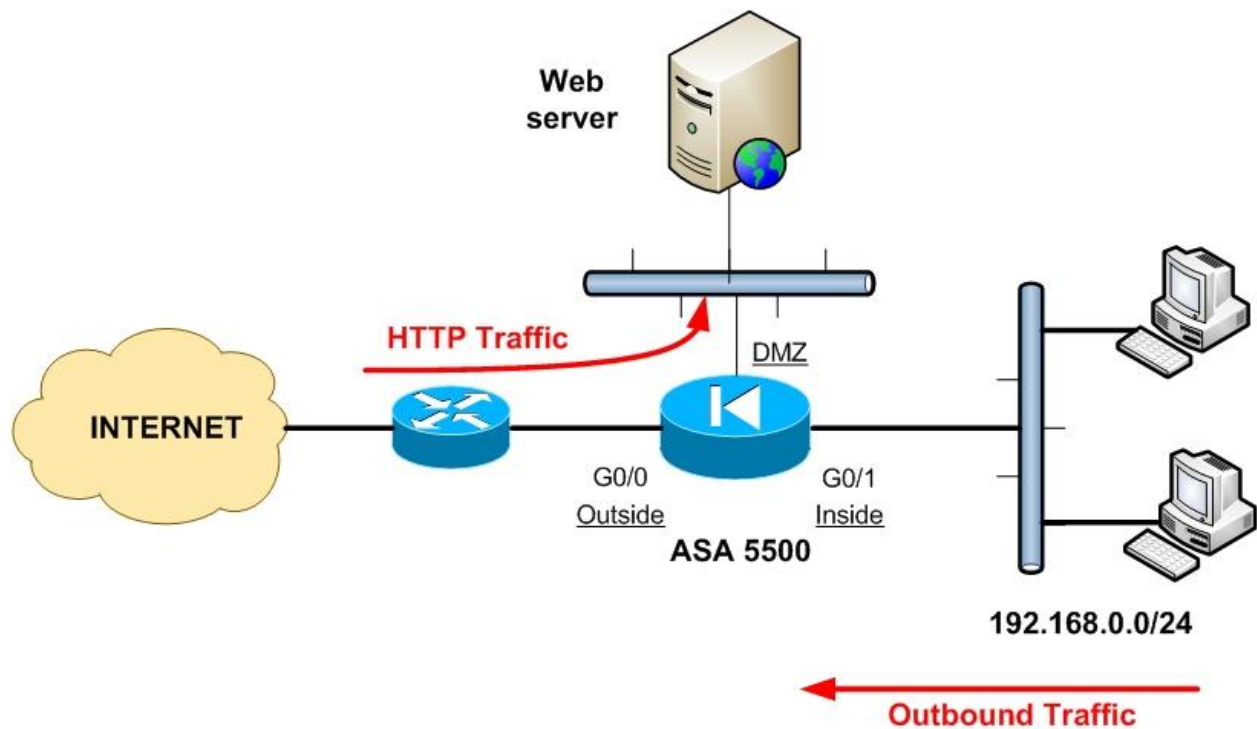 Web
server
HTTP Traffic
DMZ
INTERNET
G0/0
Outside
G0/1
Inside
ASA 5500
192.168.0.0/24
Outbound Traffic